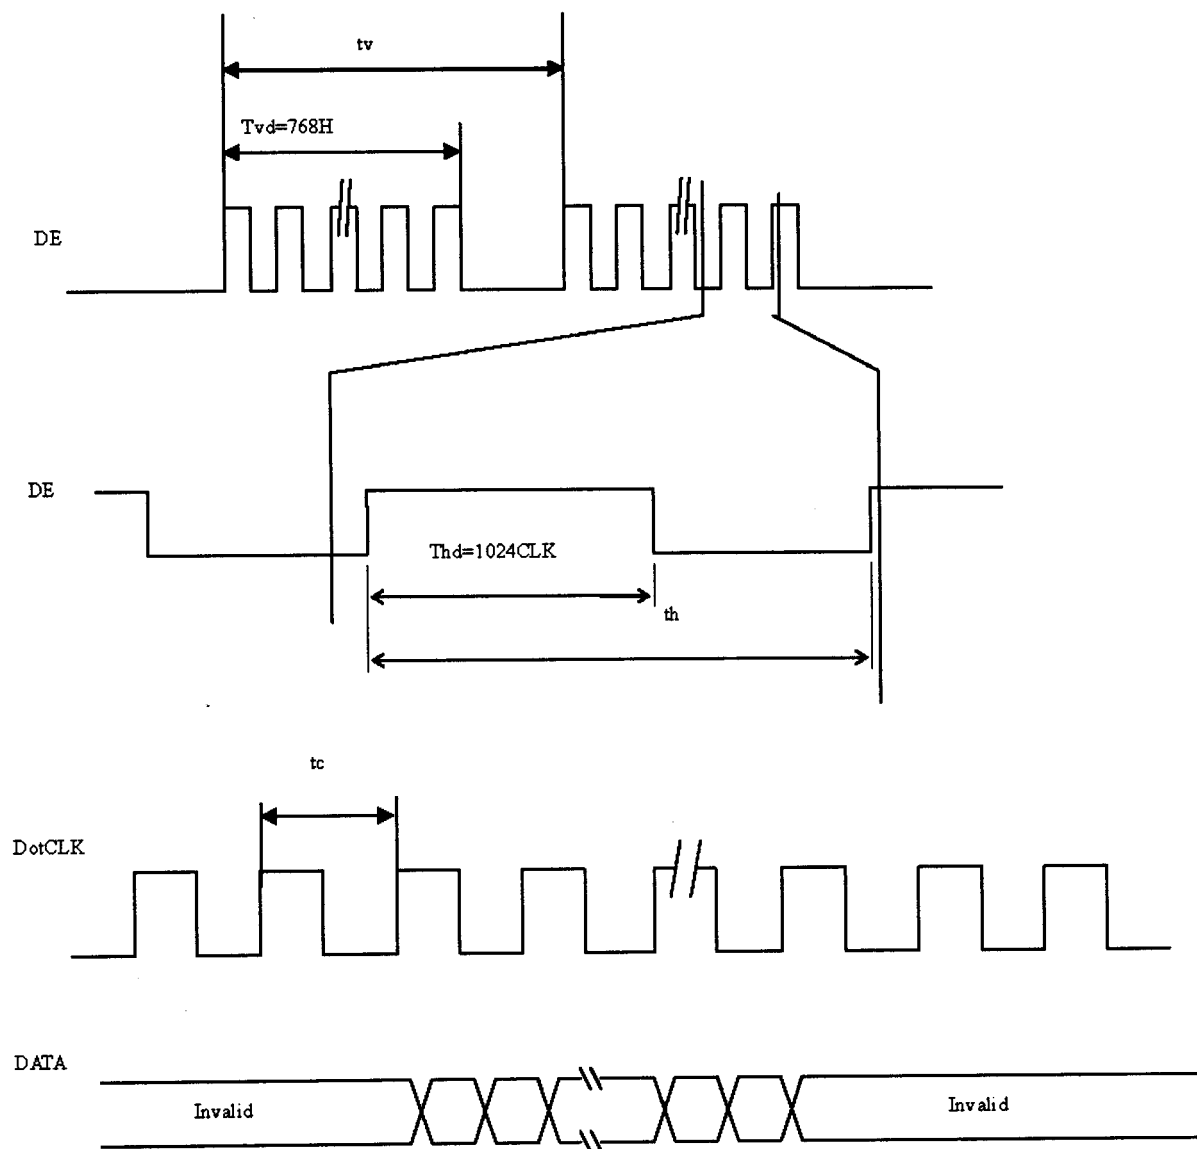 tv
Tvd=768H
DE
DE
Thd=1024CLK
th
tc
DotCLK
DATA
Invalid
Invalid